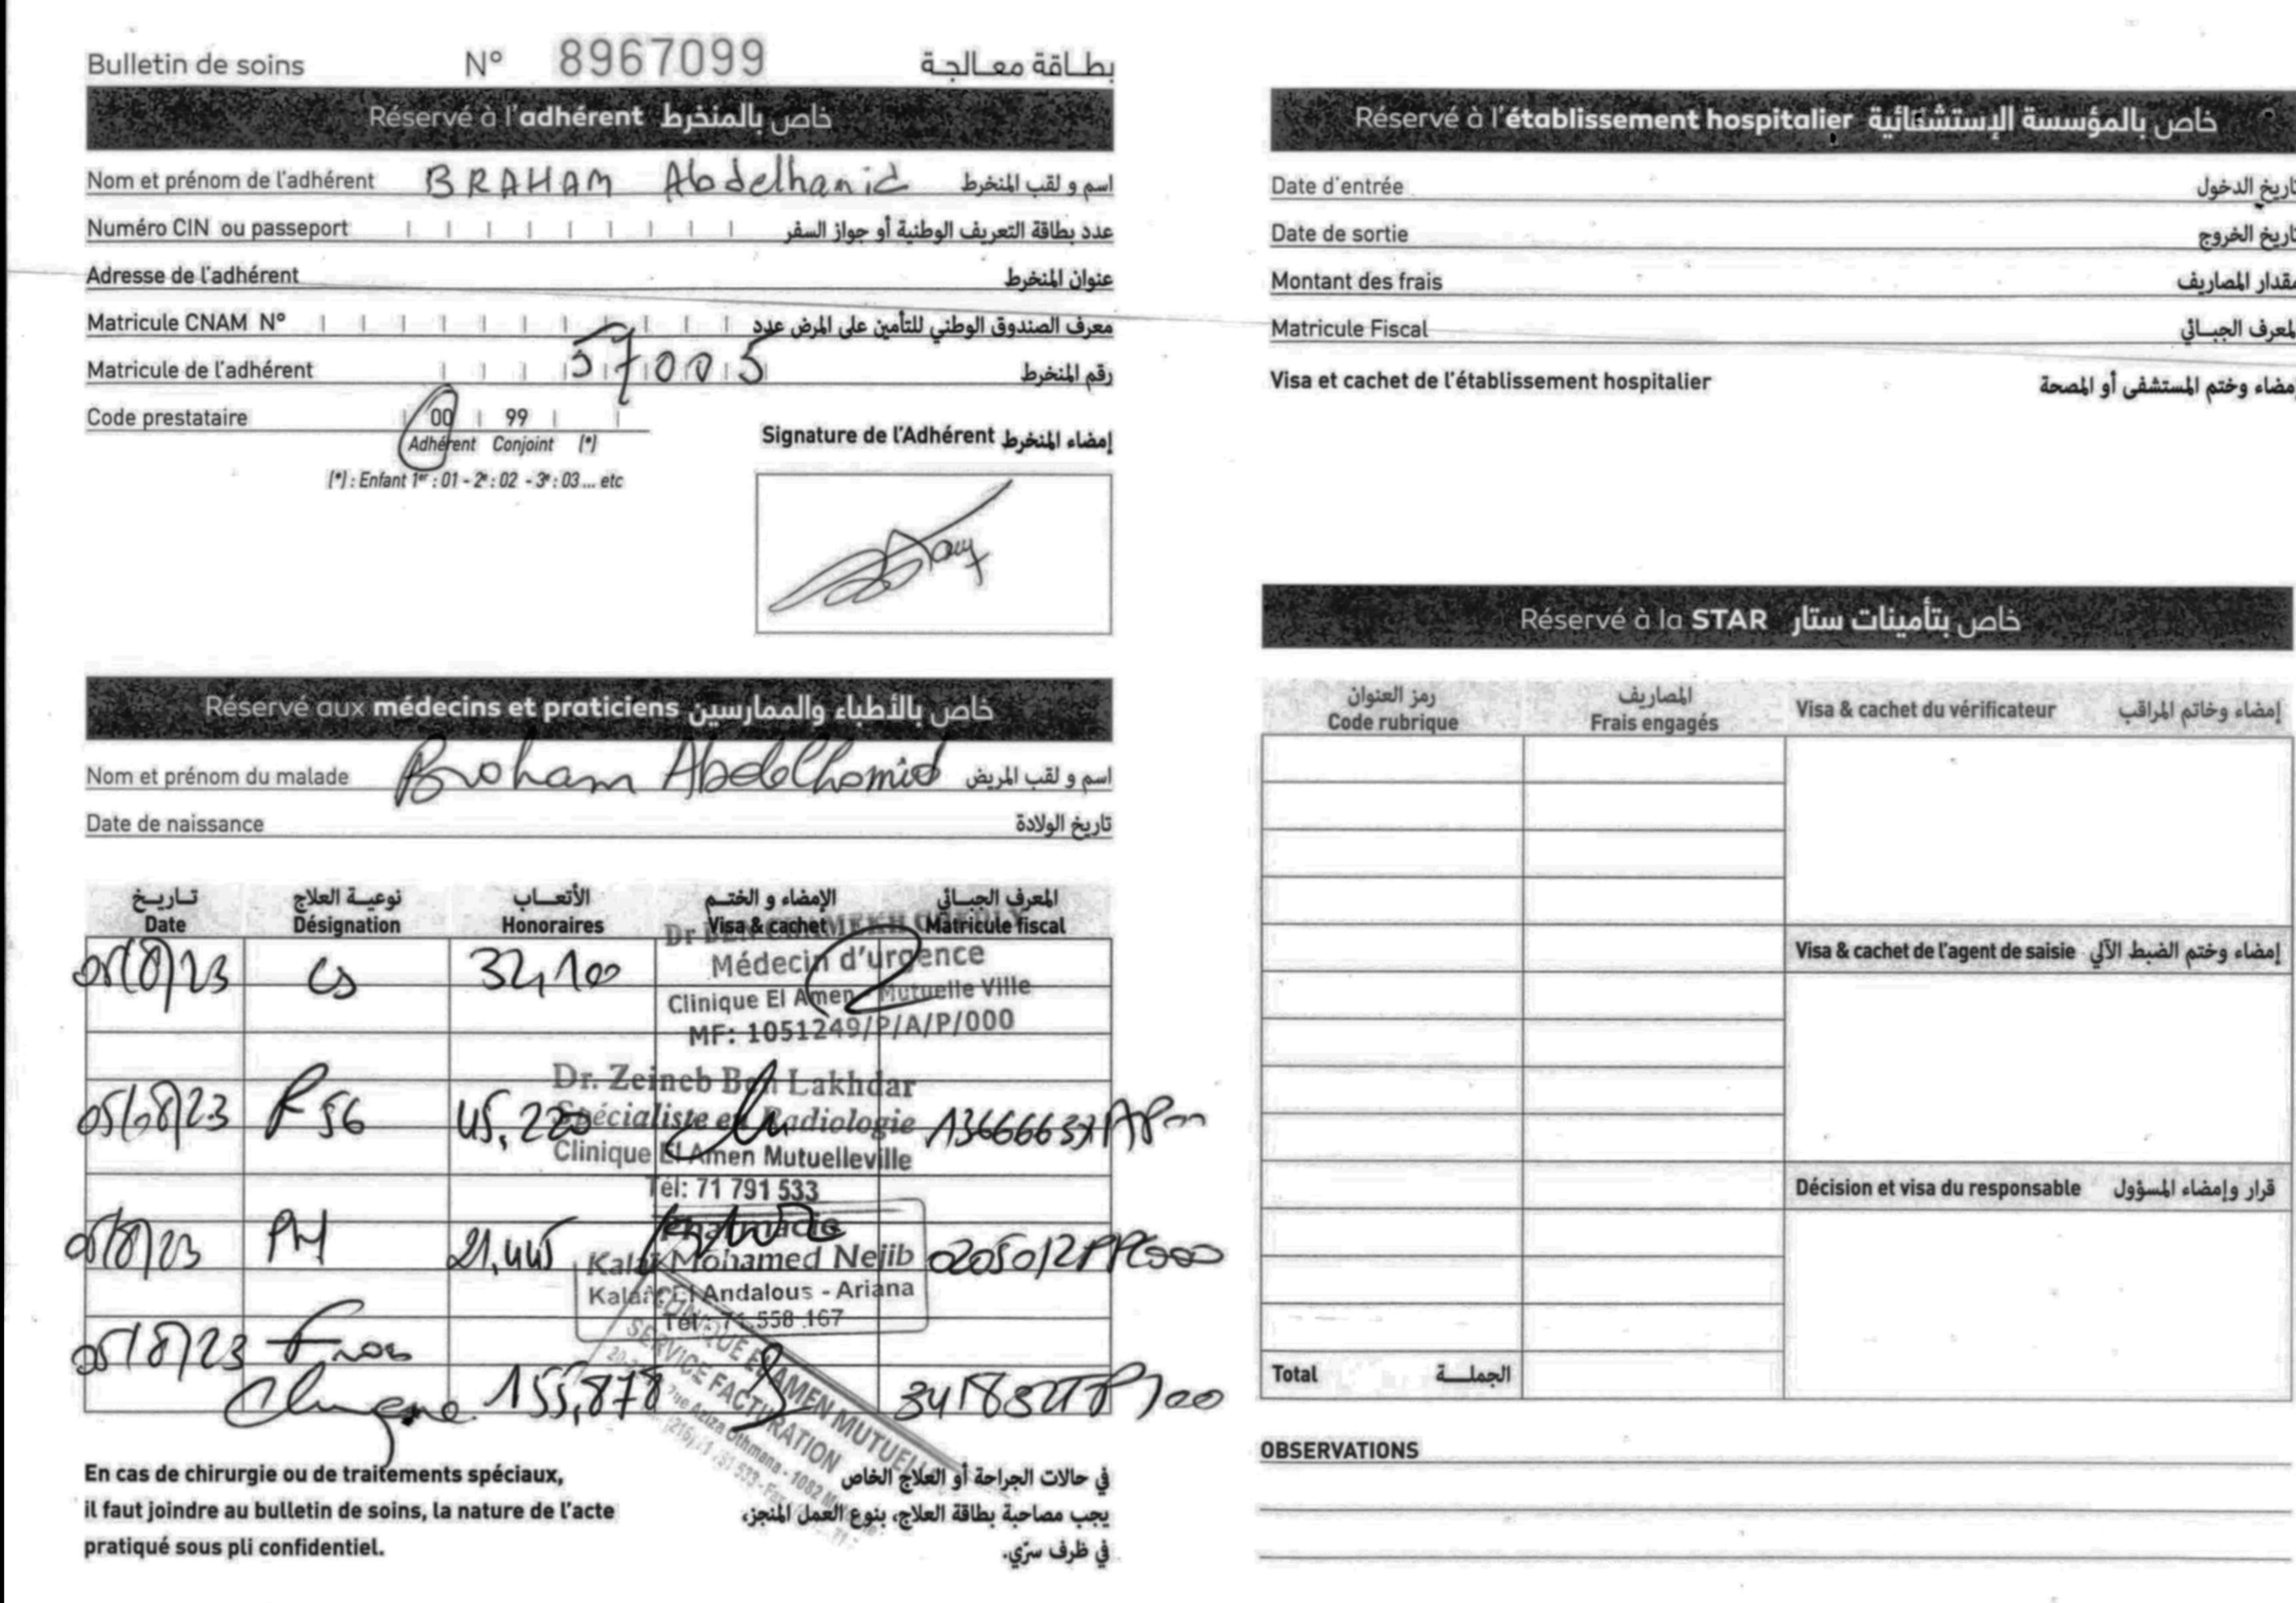 Bulletin de soins N° 8967099 بطاقة معالجة
Réservé à l'adhérent خاص بالمنخرط
Nom et prénom de l'adhérent BRAHAM Abdelhamid اسم و لقب المنخرط
Numéro CIN ou passeport عدد بطاقة التعريف الوطنية أو جواز السفر
Adresse de l'adhérent عنوان المنخرط
Matricule CNAM N° معرف الصندوق الوطني للتأمين على المرض عدد
Matricule de l'adhérent 57005 رقم المنخرط
Code prestataire 00 99
Adhérent Conjoint (*)
(*) : Enfant 1er : 01 - 2e : 02 - 3e : 03 ... etc
Signature de l'Adhérent إمضاء المنخرط
Réservé aux médecins et praticiens خاص بالأطباء والممارسين
Nom et prénom du malade Braham Abdelhamid اسم و لقب المريض
Date de naissance تاريخ الولادة
تاريخ نوعية العلاج الأتعاب الإمضاء و الختم المعرف الجبائي
Date Désignation Honoraires Visa & cachet Matricule fiscal
05/8/23 cs 32,100
Médecin d'urgence
Clinique El Amen - Mutuelle Ville
MF: 1051249/P/A/P/000
Dr. Zeineb Ben Lakhdar
05/08/23 R 56 45,220 Spécialiste en Radiologie
Clinique El Amen Mutuelleville
Tél: 71 791 533
Pharmacie
05/8/23 PH 21,445 Kalai Mohamed Nejib
Kalaat El Andalous - Ariana
Tél : 71 558 167
05/8/23 Frais
155,878
CLINIQUE EL AMEN MUTUELLE
SERVICE FACTURATION
Rue Aziza Othmana - 1082
En cas de chirurgie ou de traitements spéciaux,
il faut joindre au bulletin de soins, la nature de l'acte
pratiqué sous pli confidentiel.
في حالات الجراحة أو العلاج الخاص
يجب مصاحبة بطاقة العلاج، بنوع العمل المنجز،
في ظرف سرّي.
Réservé à l'établissement hospitalier خاص بالمؤسسة الإستشفائية
Date d'entrée تاريخ الدخول
Date de sortie تاريخ الخروج
Montant des frais مقدار المصاريف
Matricule Fiscal المعرف الجبائي
Visa et cachet de l'établissement hospitalier إمضاء وختم المستشفى أو المصحة
Réservé à la STAR خاص بتأمينات ستار
رمز العنوان المصاريف
Code rubrique Frais engagés Visa & cachet du vérificateur إمضاء وخاتم المراقب
Visa & cachet de l'agent de saisie إمضاء وختم الضبط الآلي
Décision et visa du responsable قرار وإمضاء المسؤول
Total الجملة
OBSERVATIONS